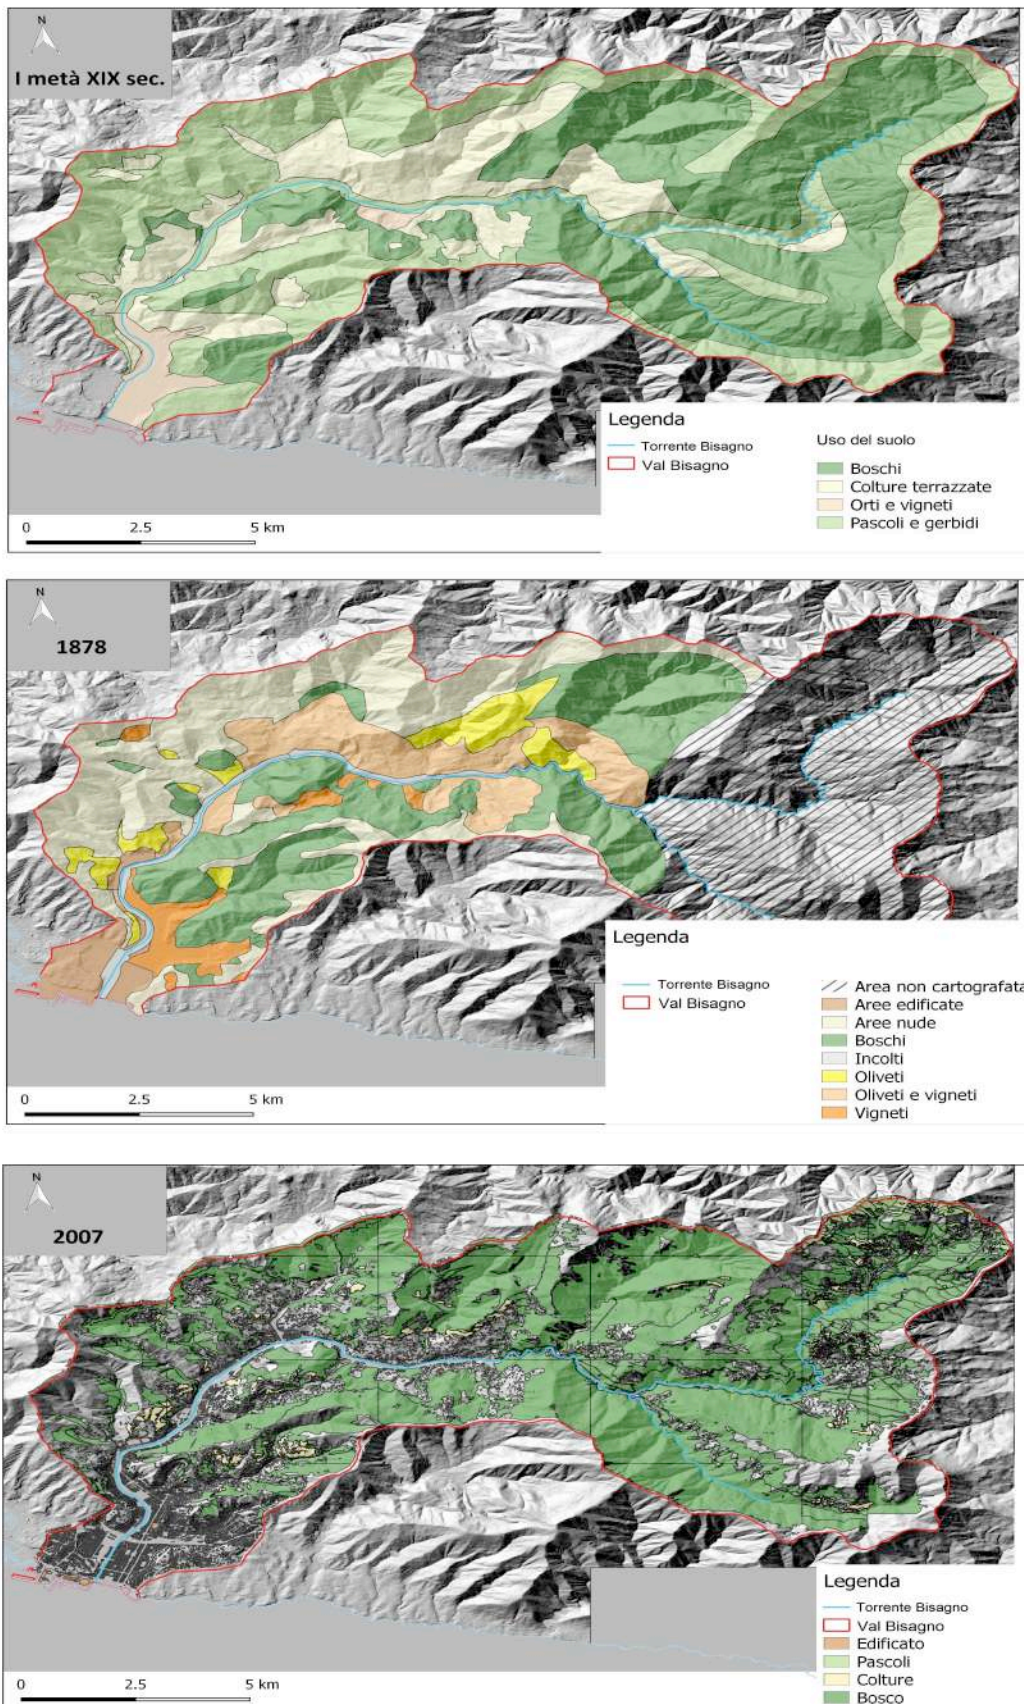 N
I metà XIX sec.
Legenda
Torrente Bisagno
Val Bisagno
Uso del suolo
Boschi
Colture terrazzate
Orti e vigneti
Pascoli e gerbidi
0 2.5 5 km
N
1878
Legenda
Torrente Bisagno
Val Bisagno
Area non cartografata
Aree edificate
Aree nude
Boschi
Incolti
Oliveti
Oliveti e vigneti
Vigneti
0 2.5 5 km
N
2007
Legenda
Torrente Bisagno
Val Bisagno
Edificato
Pascoli
Colture
Bosco
0 2.5 5 km